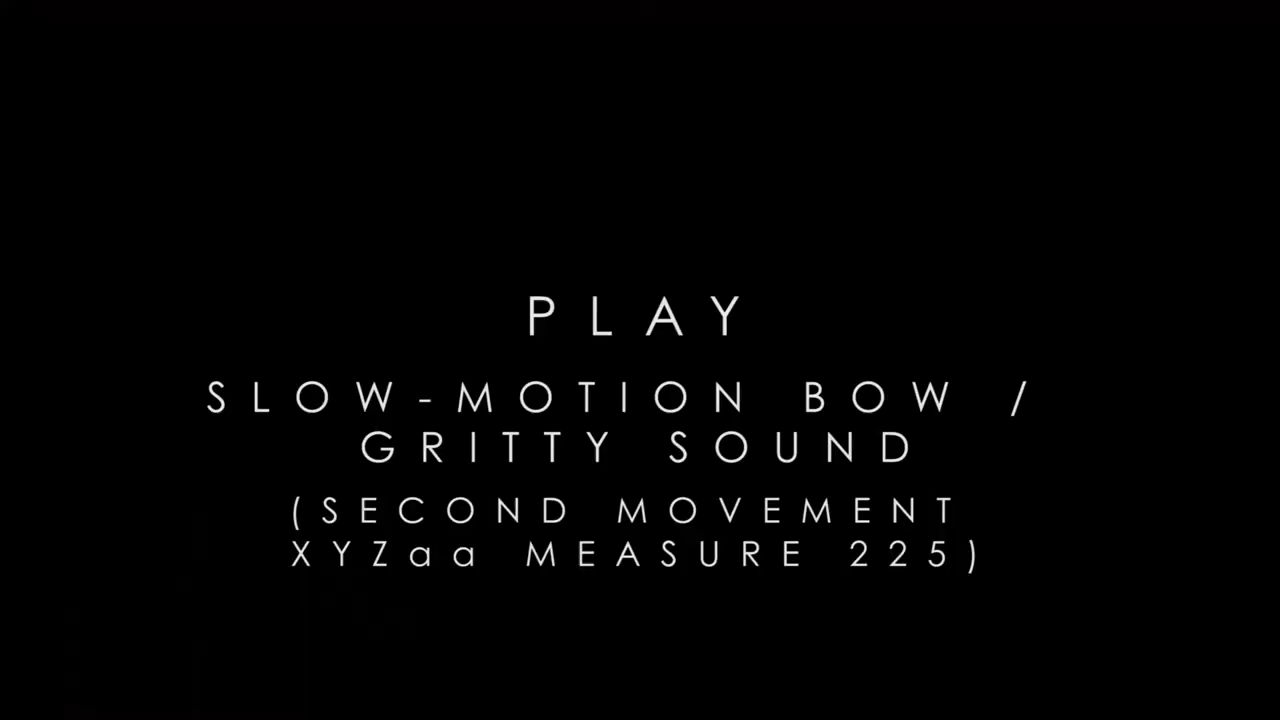 PLAY
SLOW-MOTION BOW /
GRITTY SOUND
(SECOND MOVEMENT
XYZaa MEASURE 225)